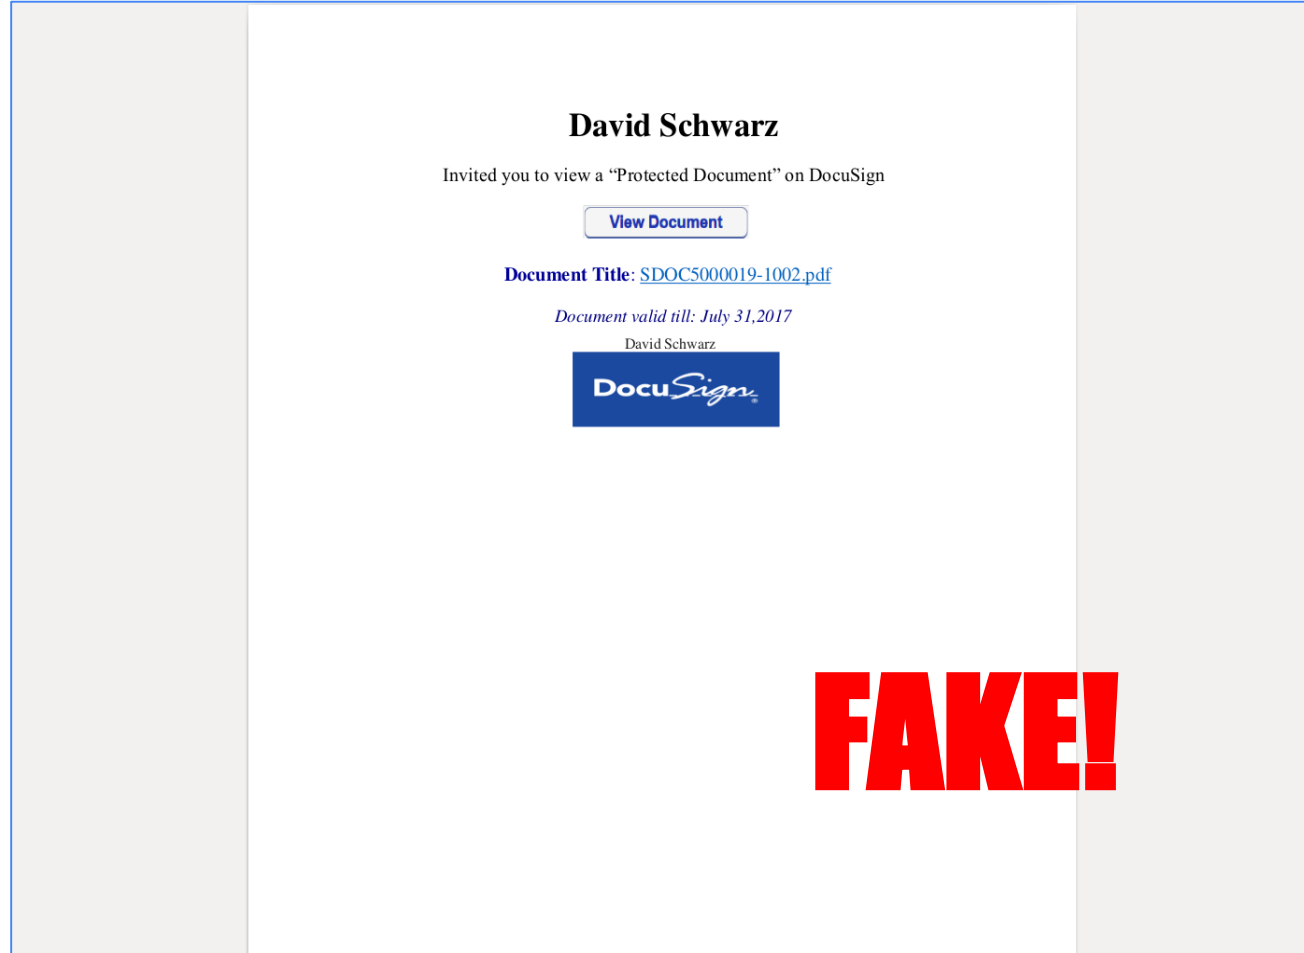 David Schwarz
Invited you to view a “Protected Document” on DocuSign
View Document
Document Title: SDOC5000019-1002.pdf
Document valid till: July 31,2017
David Schwarz
DocuSign®
FAKE!